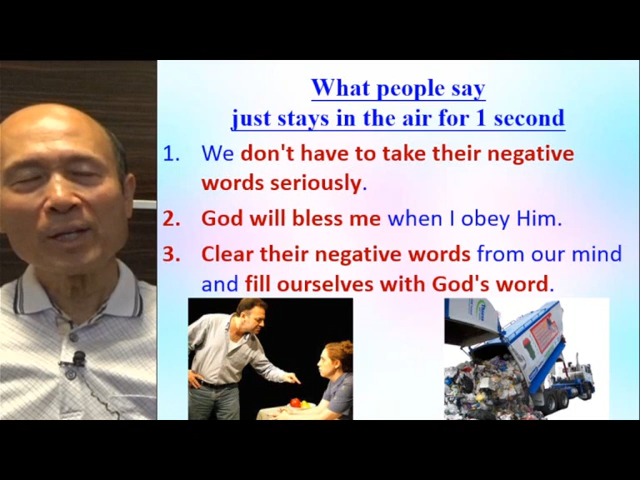 What people say
just stays in the air for 1 second
1. We don't have to take their negative
words seriously.
2. God will bless me when I obey Him.
3. Clear their negative words from our mind
and fill ourselves with God's word.